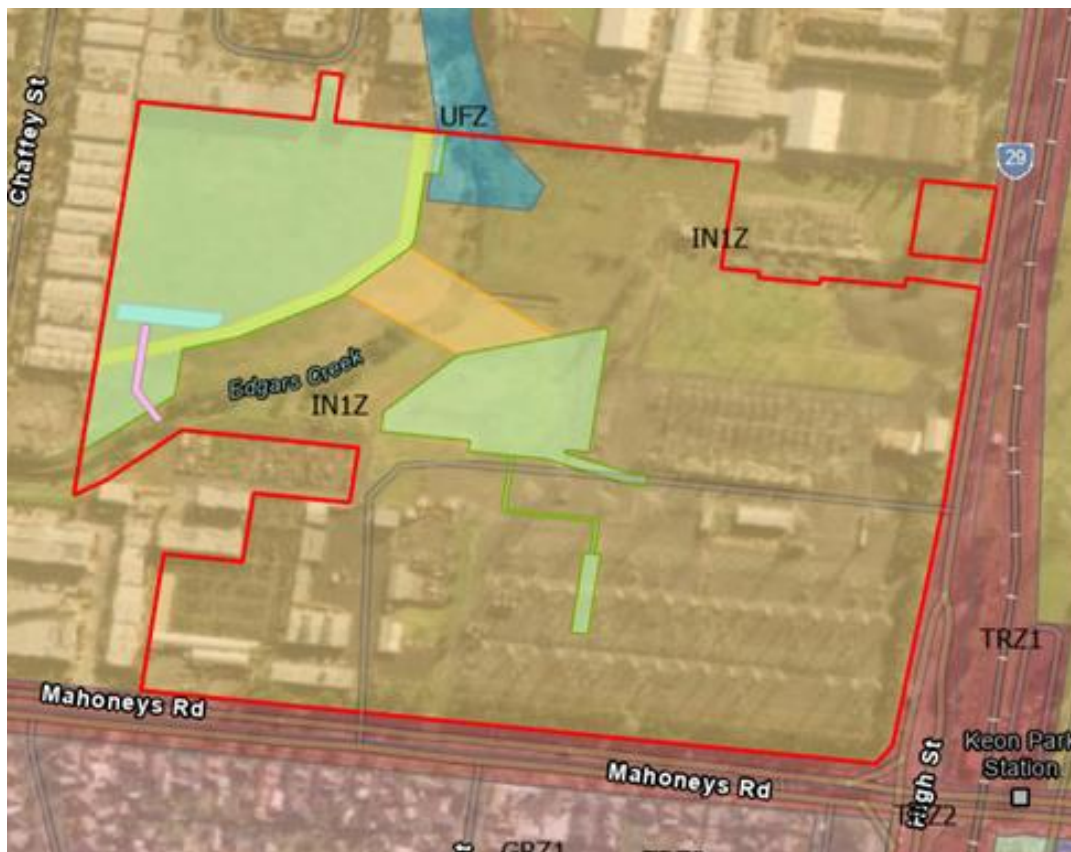 Chaffey St
UFZ
29
IN1Z
Edgars Creek
IN1Z
TRZ1
Mahoneys Rd
Keon Park
Station
Mahoneys Rd
High St
GRZ1